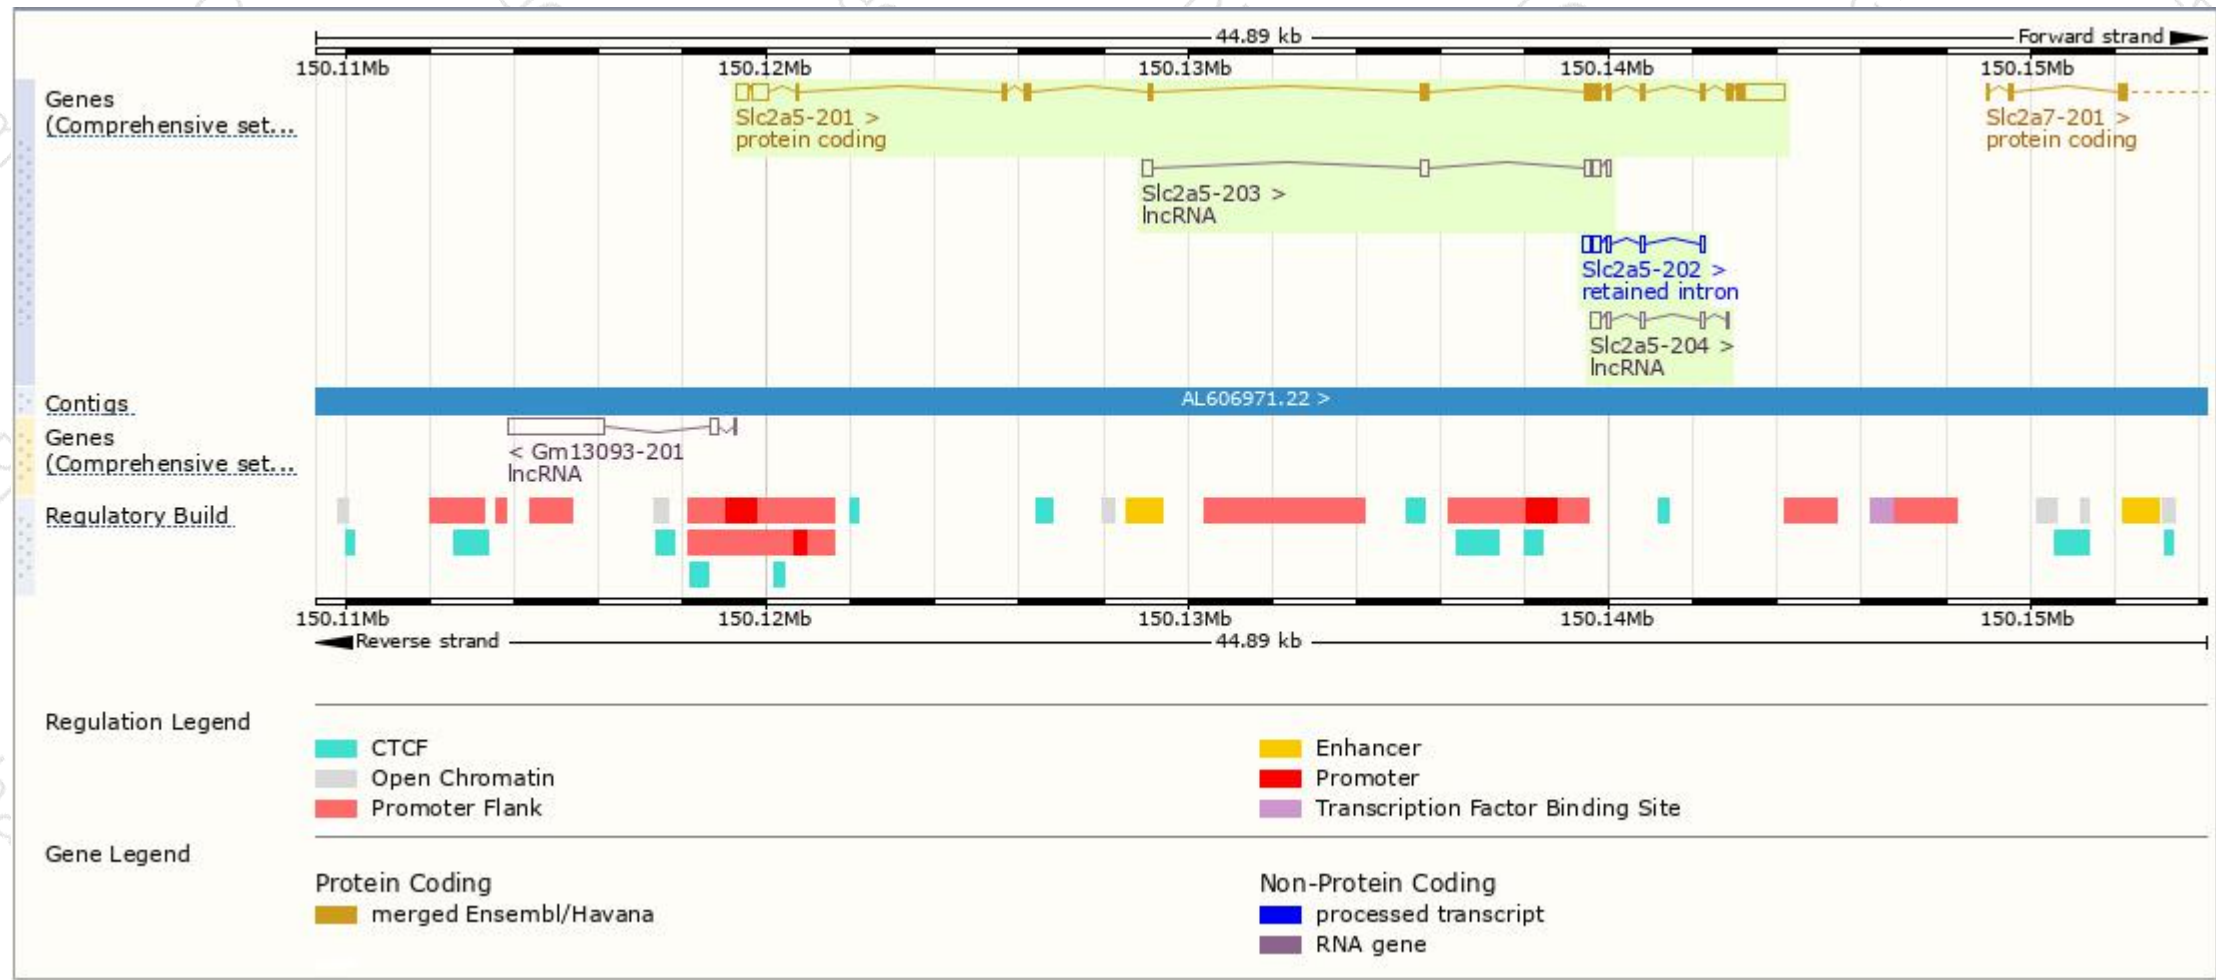 44.89 kb
Forward strand
150.11Mb 150.12Mb 150.13Mb 150.14Mb 150.15Mb
Genes
(Comprehensive set...
Slc2a5-201 >
protein coding
Slc2a7-201 >
protein coding
Slc2a5-203 >
lncRNA
Slc2a5-202 >
retained intron
Slc2a5-204 >
lncRNA
Contigs
AL606971.22 >
Genes
(Comprehensive set...
< Gm13093-201
lncRNA
Regulatory Build
150.11Mb 150.12Mb 150.13Mb 150.14Mb 150.15Mb
Reverse strand
44.89 kb
Regulation Legend
CTCF
Open Chromatin
Promoter Flank
Enhancer
Promoter
Transcription Factor Binding Site
Gene Legend
Protein Coding
merged Ensembl/Havana
Non-Protein Coding
processed transcript
RNA gene